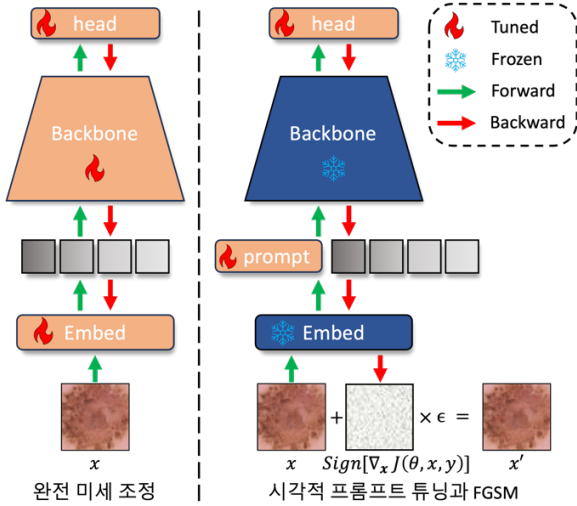 head
Backbone
Embed
x
완전 미세 조정
head
Backbone
prompt
Embed
+ × ϵ =
x Sign[∇ₓJ(θ, x, y)] x′
시각적 프롬프트 튜닝과 FGSM
Tuned
Frozen
Forward
Backward